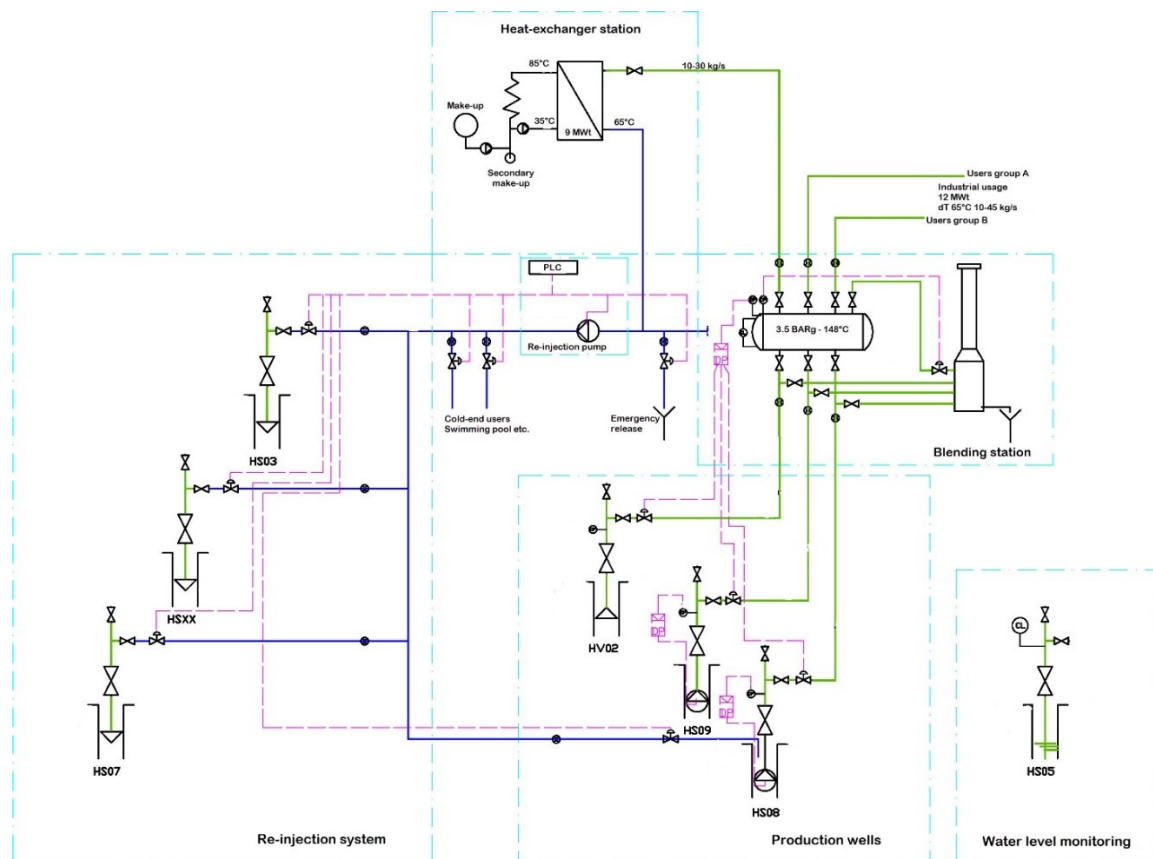 Heat-exchanger station
85°C
10-30 kg/s
Make-up
35°C
9 MWt
65°C
Secondary
make-up
Users group A
Industrial usage
12 MWt
dT 65°C 10-45 kg/s
Users group B
PLC
3.5 BARg - 148°C
Re-injection pump
DP
Cold-end users
Swimming pool etc.
Emergency
release
Blending station
HS03
HSXX
HV02
DP
HS09
DP
HS08
CL
HS05
HS07
Re-injection system
Production wells
Water level monitoring